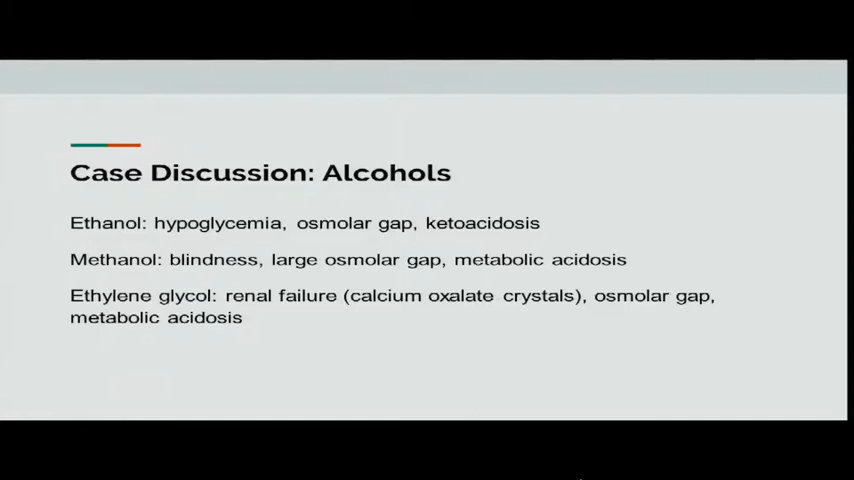 Case Discussion: Alcohols
Ethanol: hypoglycemia, osmolar gap, ketoacidosis
Methanol: blindness, large osmolar gap, metabolic acidosis
Ethylene glycol: renal failure (calcium oxalate crystals), osmolar gap,
metabolic acidosis